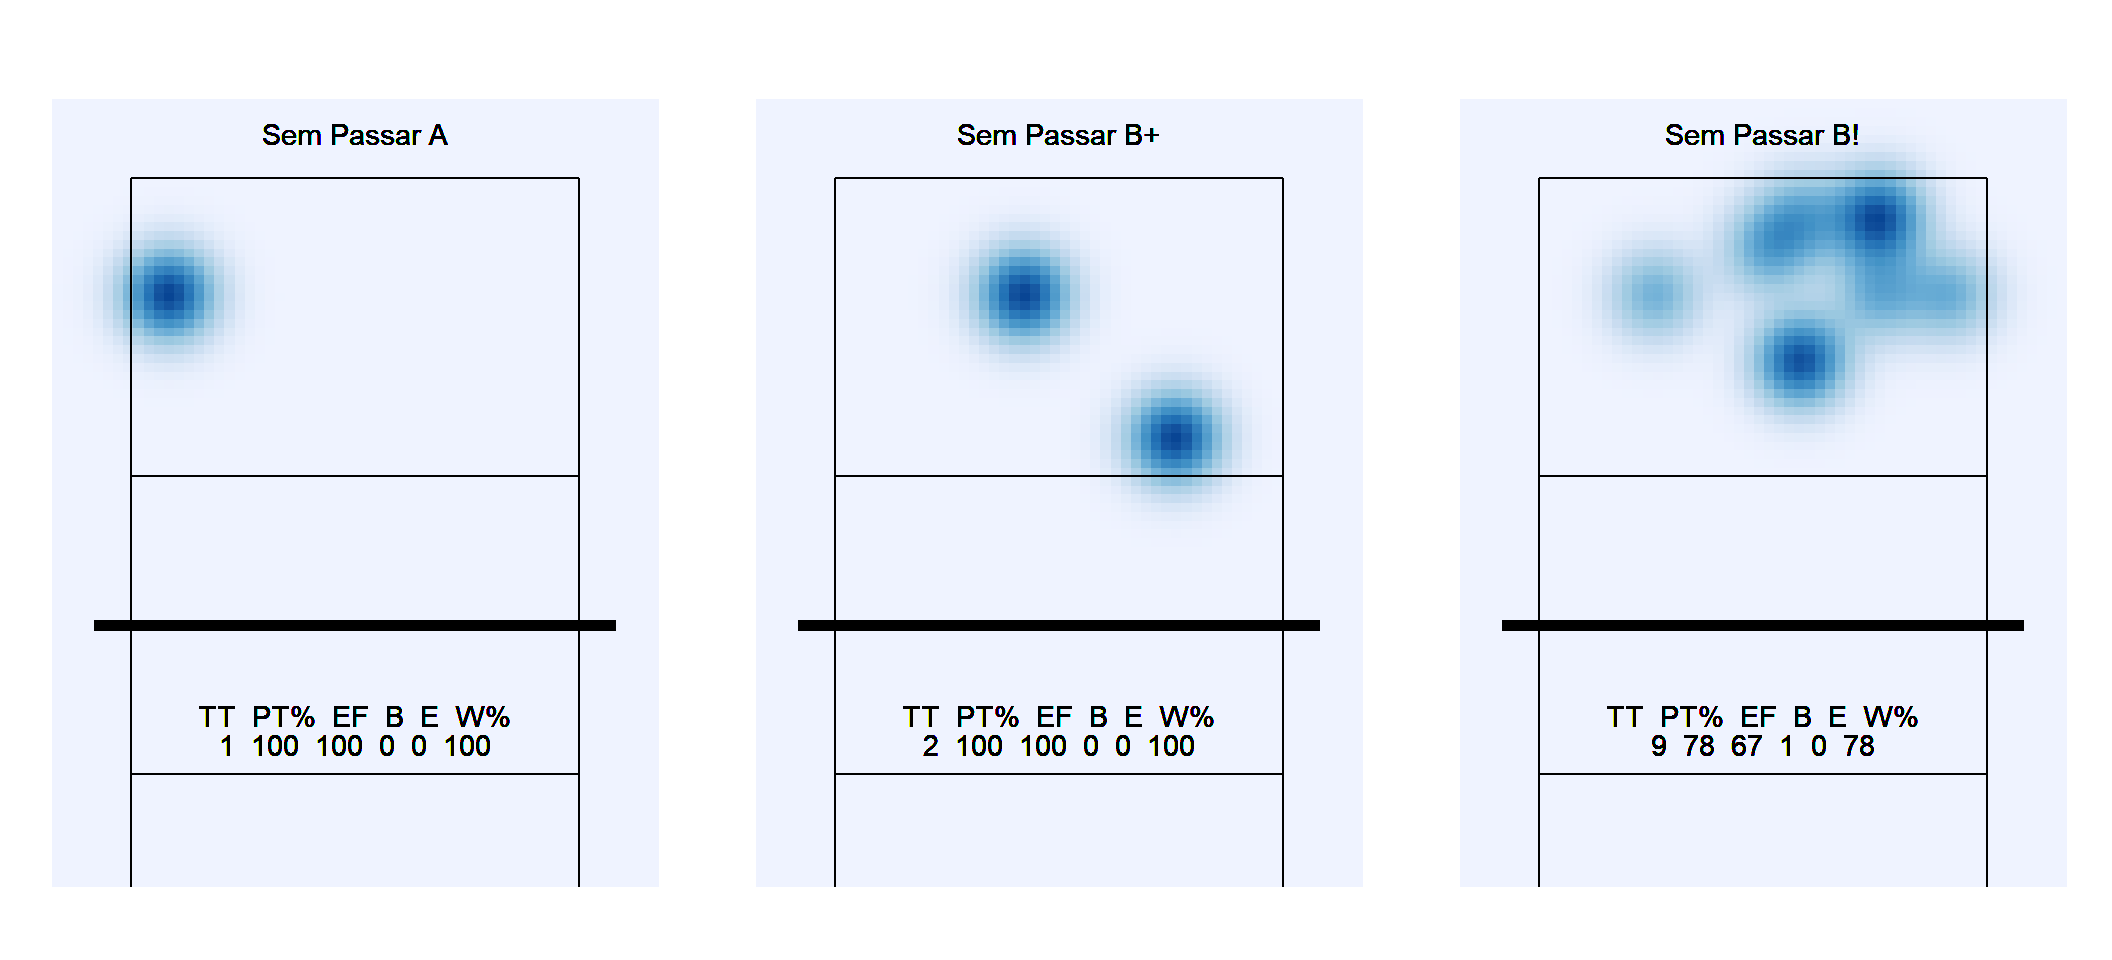 Sem Passar A
TT PT% EF B E W%
1 100 100 0 0 100
Sem Passar B+
TT PT% EF B E W%
2 100 100 0 0 100
Sem Passar B!
TT PT% EF B E W%
9 78 67 1 0 78